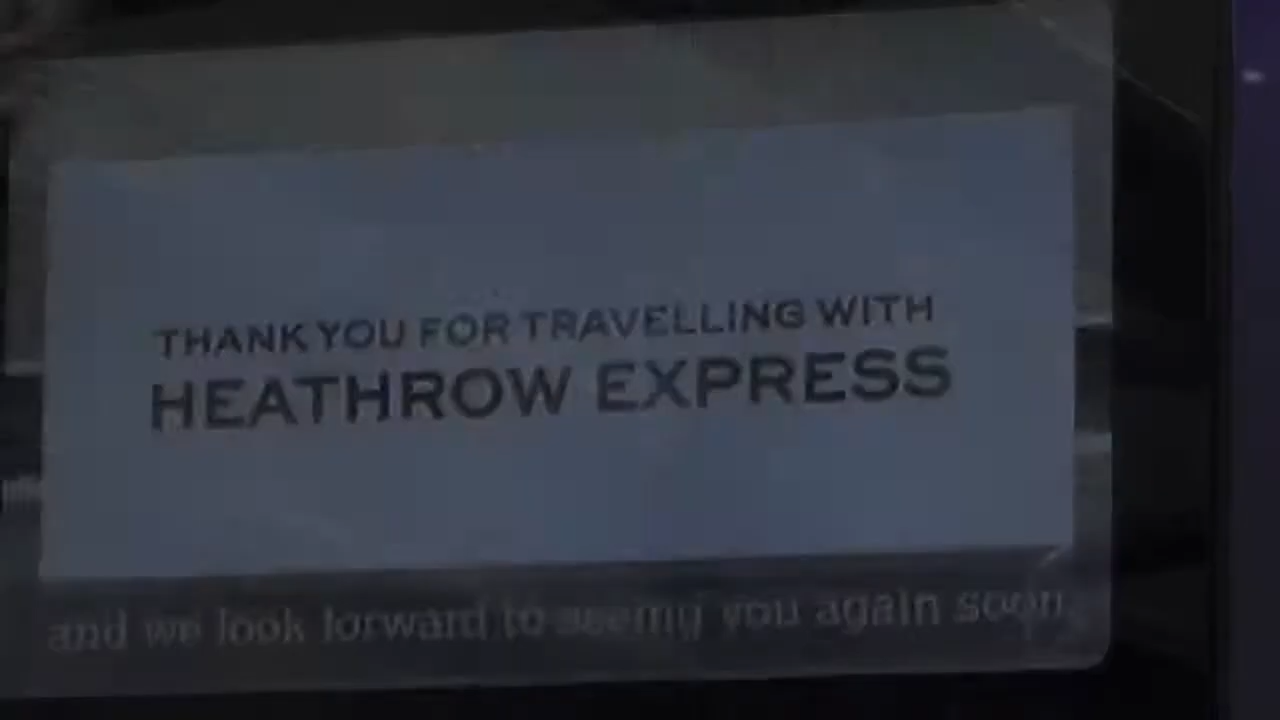 THANK YOU FOR TRAVELLING WITH
HEATHROW EXPRESS
and we look forward to seeing you again soon